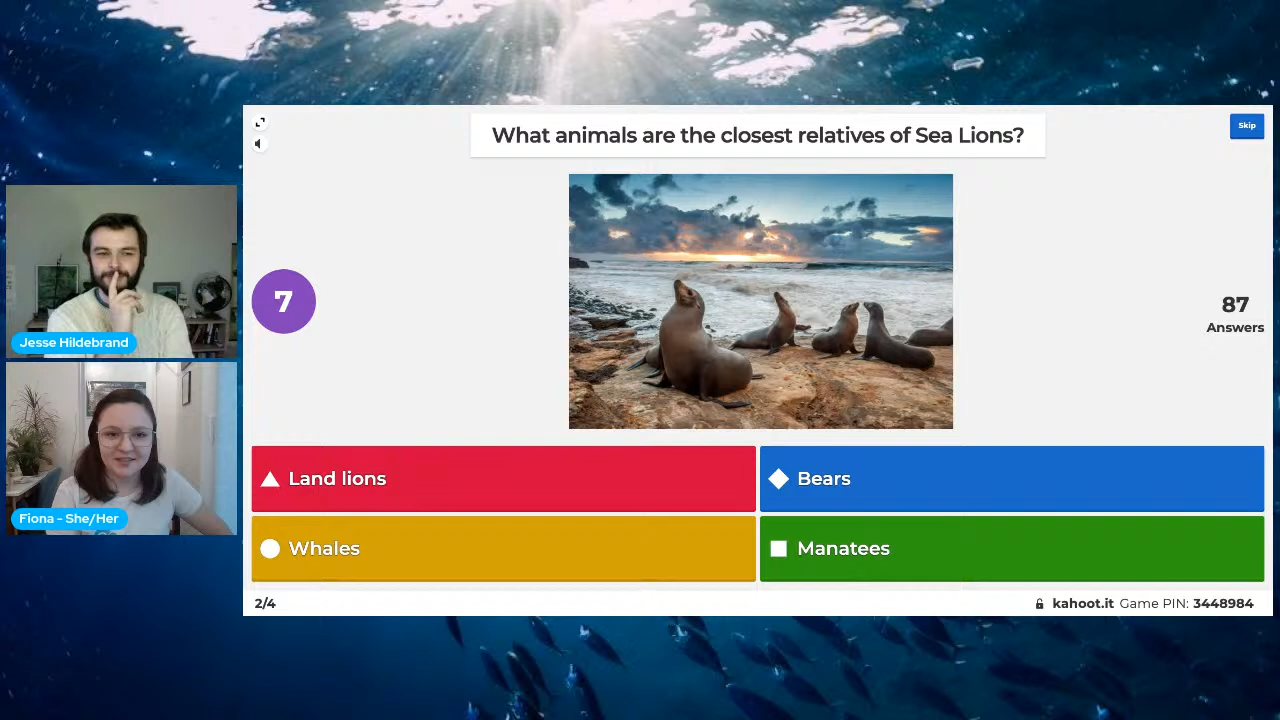 What animals are the closest relatives of Sea Lions?
Skip
Jesse Hildebrand
7
87
Answers
Land lions
Bears
Fiona - She/Her
Whales
Manatees
2/4
kahoot.it Game PIN: 3448984